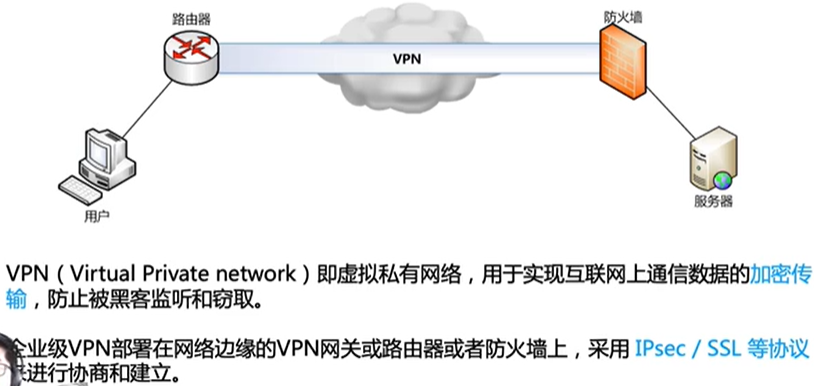 路由器
防火墙
VPN
用户
服务器
VPN（Virtual Private network）即虚拟私有网络，用于实现互联网上通信数据的加密传
输，防止被黑客监听和窃取。
企业级VPN部署在网络边缘的VPN网关或路由器或者防火墙上，采用 IPsec / SSL 等协议
来进行协商和建立。